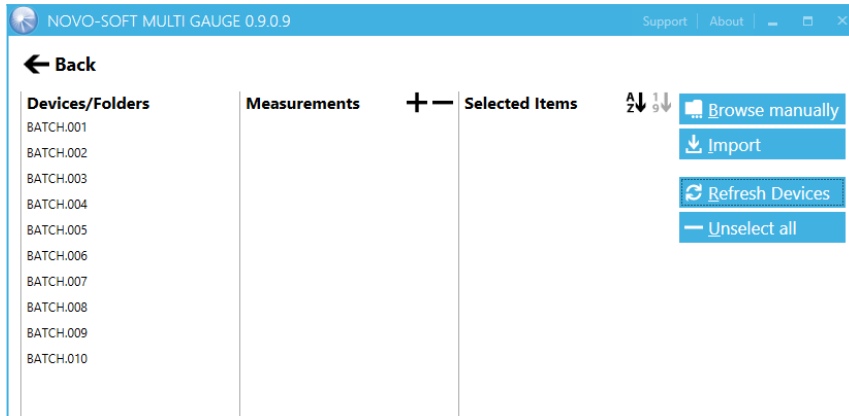 NOVO-SOFT MULTI GAUGE 0.9.0.9
Support | About
Back
Devices/Folders
BATCH.001
BATCH.002
BATCH.003
BATCH.004
BATCH.005
BATCH.006
BATCH.007
BATCH.008
BATCH.009
BATCH.010
Measurements
Selected Items
A
Z
1
9
Browse manually
Import
Refresh Devices
Unselect all